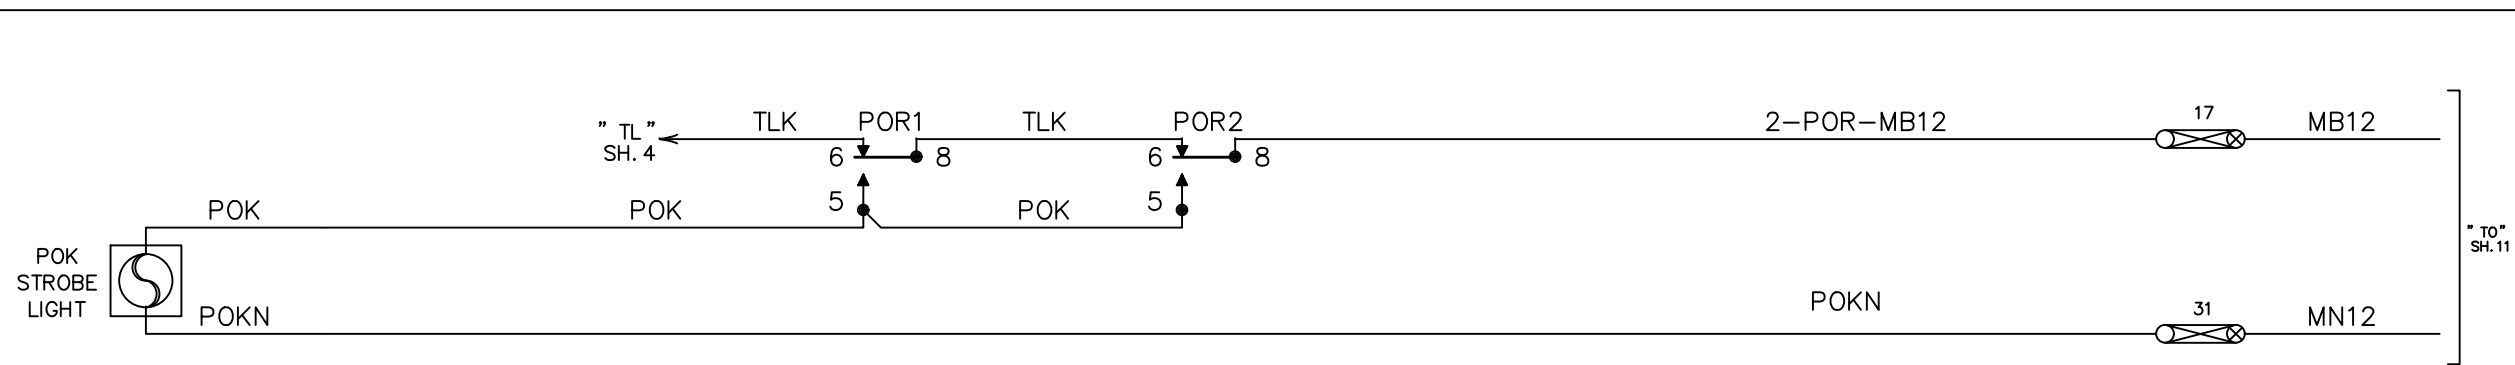 " TL" TLK POR1 TLK POR2 2-POR-MB12 17 MB12
SH. 4 6 8 6 8
POK POK 5 POK 5
POK
STROBE
LIGHT
" TO"
SH. 11
POKN POKN 31 MN12